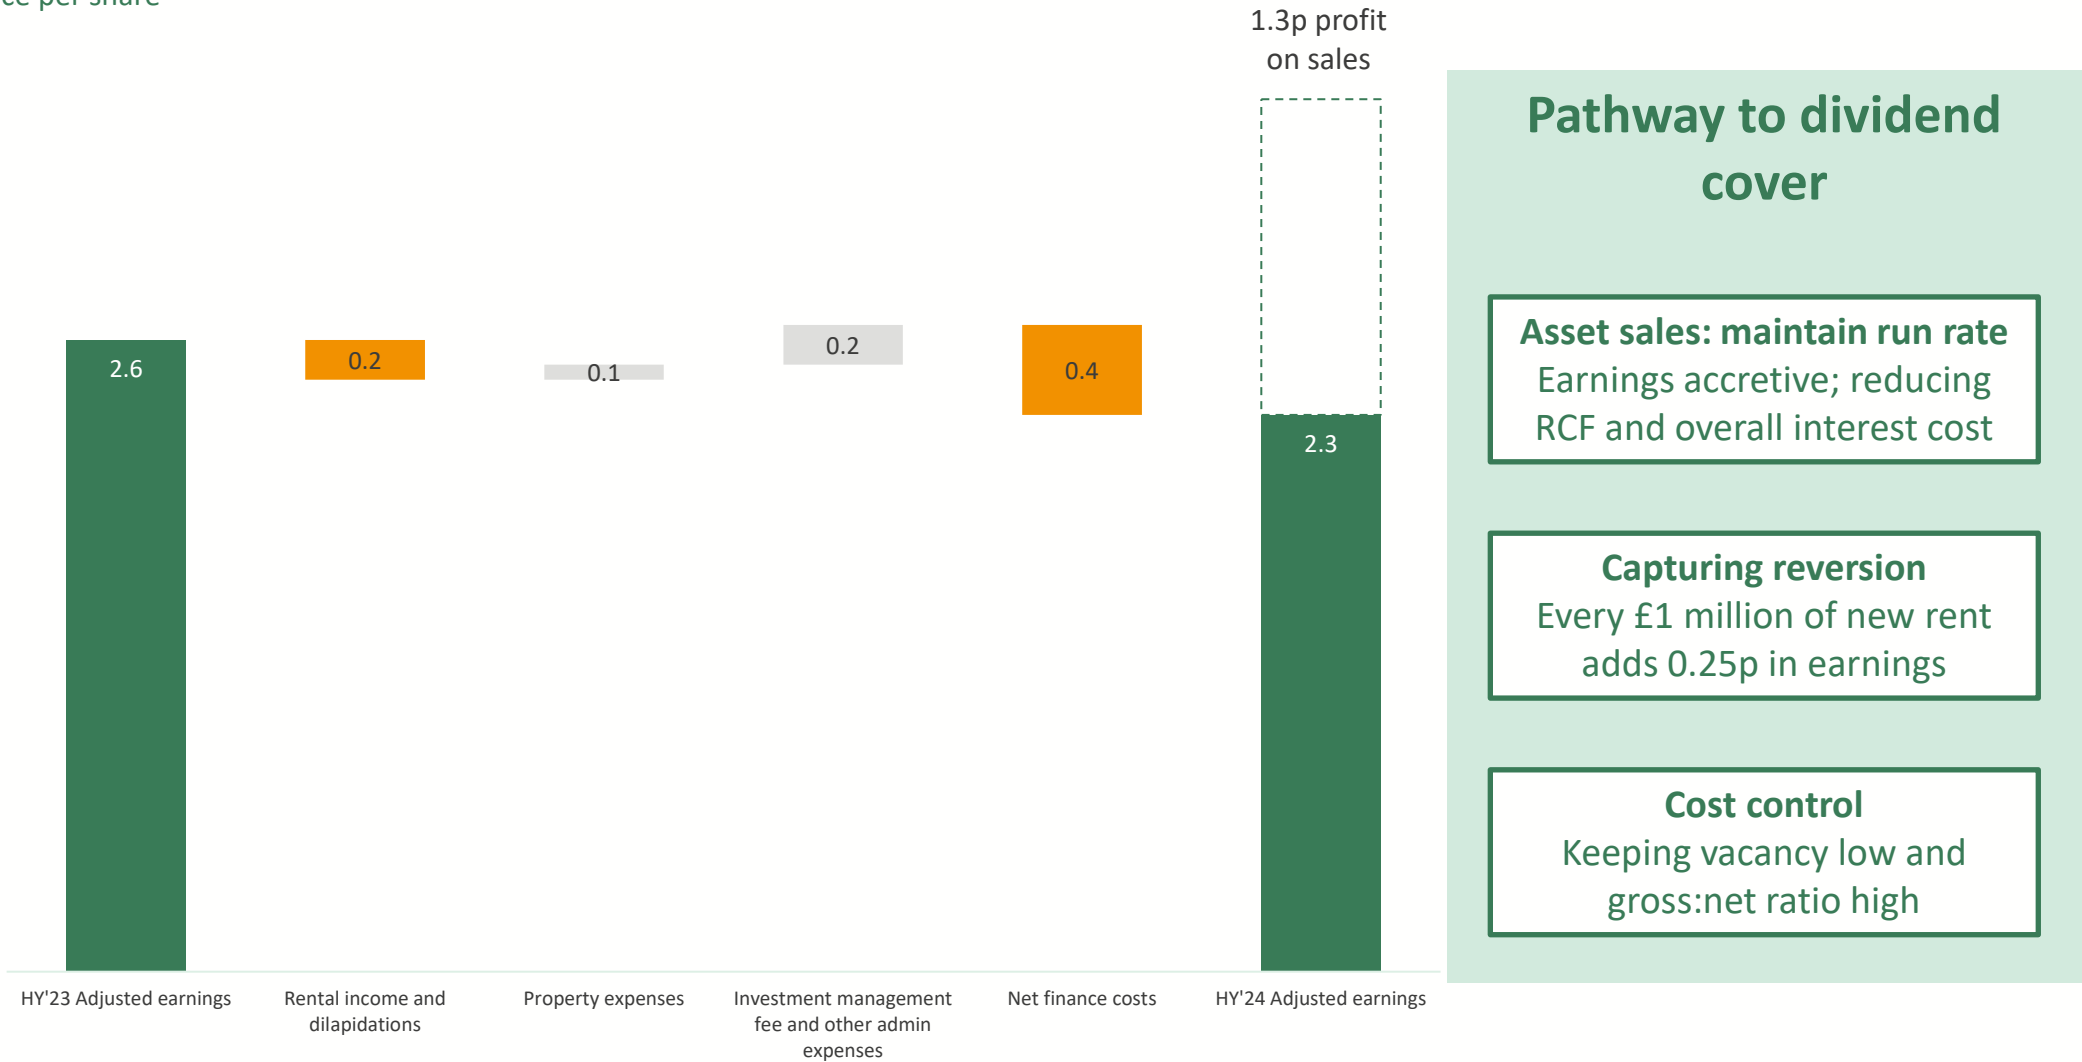 per share
1.3p profit
on sales
2.6
0.2
0.1
0.2
0.4
2.3
HY'23 Adjusted earnings
Rental income and
dilapidations
Property expenses
Investment management
fee and other admin
expenses
Net finance costs
HY'24 Adjusted earnings
Pathway to dividend
cover
Asset sales: maintain run rate
Earnings accretive; reducing
RCF and overall interest cost
Capturing reversion
Every £1 million of new rent
adds 0.25p in earnings
Cost control
Keeping vacancy low and
gross:net ratio high